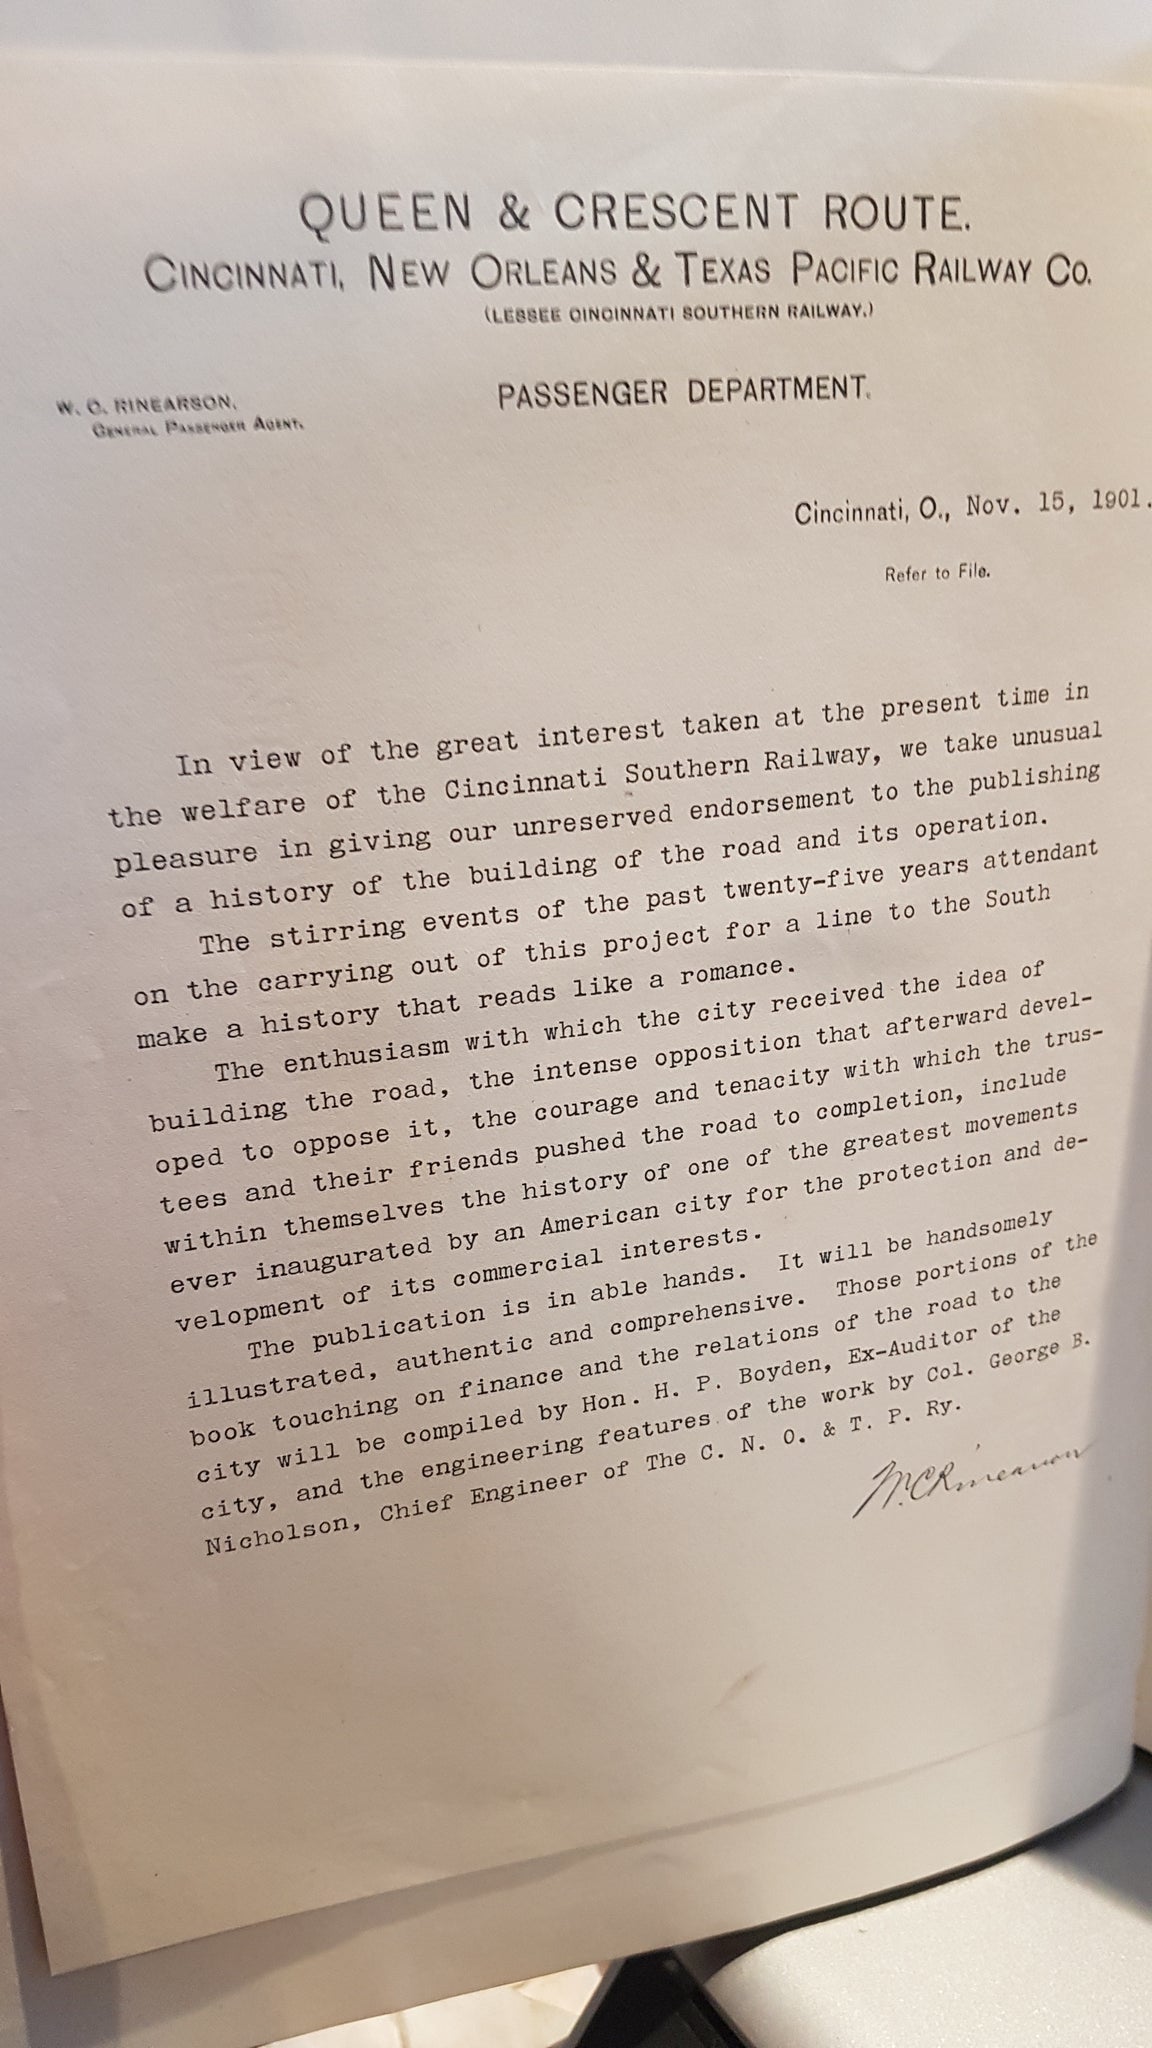 QUEEN & CRESCENT ROUTE.
CINCINNATI, NEW ORLEANS & TEXAS PACIFIC RAILWAY CO.
(LESSEE CINCINNATI SOUTHERN RAILWAY.)
PASSENGER DEPARTMENT.
W. C. RINEARSON,
GENERAL PASSENGER AGENT.
Cincinnati, O., Nov. 15, 1901.
Refer to File.
In view of the great interest taken at the present time in
the welfare of the Cincinnati Southern Railway, we take unusual
pleasure in giving our unreserved endorsement to the publishing
of a history of the building of the road and its operation.
The stirring events of the past twenty-five years attendant
on the carrying out of this project for a line to the South
make a history that reads like a romance.
The enthusiasm with which the city received the idea of
building the road, the intense opposition that afterward devel-
oped to oppose it, the courage and tenacity with which the trus-
tees and their friends pushed the road to completion, include
within themselves the history of one of the greatest movements
ever inaugurated by an American city for the protection and de-
velopment of its commercial interests.
The publication is in able hands. It will be handsomely
illustrated, authentic and comprehensive. Those portions of the
book touching on finance and the relations of the road to the
city will be compiled by Hon. H. P. Boyden, Ex-Auditor of the
city, and the engineering features of the work by Col. George B.
Nicholson, Chief Engineer of The C. N. O. & T. P. Ry.
W.C.Rinearson